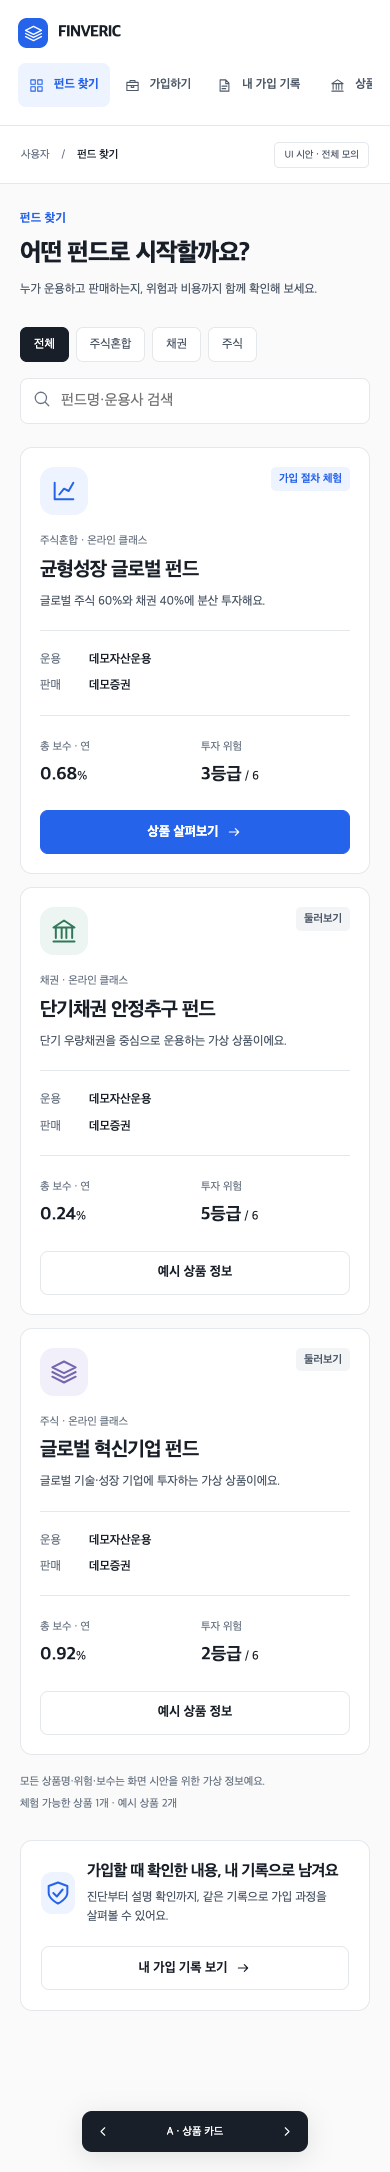 FINVERIC
펀드 찾기
가입하기
내 가입 기록
사용자 / 펀드 찾기
UI 시안 · 전체 모의
펀드 찾기
어떤 펀드로 시작할까요?
누가 운용하고 판매하는지, 위험과 비용까지 함께 확인해 보세요.
전체
주식혼합
채권
주식
펀드명·운용사 검색
가입 절차 체험
주식혼합 · 온라인 클래스
균형성장 글로벌 펀드
글로벌 주식 60%와 채권 40%에 분산 투자해요.
운용 데모자산운용
판매 데모증권
총 보수 · 연 투자 위험
0.68% 3등급 / 6
상품 살펴보기 →
둘러보기
채권 · 온라인 클래스
단기채권 안정추구 펀드
단기 우량채권을 중심으로 운용하는 가상 상품이에요.
운용 데모자산운용
판매 데모증권
총 보수 · 연 투자 위험
0.24% 5등급 / 6
예시 상품 정보
둘러보기
주식 · 온라인 클래스
글로벌 혁신기업 펀드
글로벌 기술·성장 기업에 투자하는 가상 상품이에요.
운용 데모자산운용
판매 데모증권
총 보수 · 연 투자 위험
0.92% 2등급 / 6
예시 상품 정보
모든 상품명·위험·보수는 화면 시안을 위한 가상 정보예요.
체험 가능한 상품 1개 · 예시 상품 2개
가입할 때 확인한 내용, 내 기록으로 남겨요
진단부터 설명 확인까지, 같은 기록으로 가입 과정을
살펴볼 수 있어요.
내 가입 기록 보기 →
A · 상품 카드